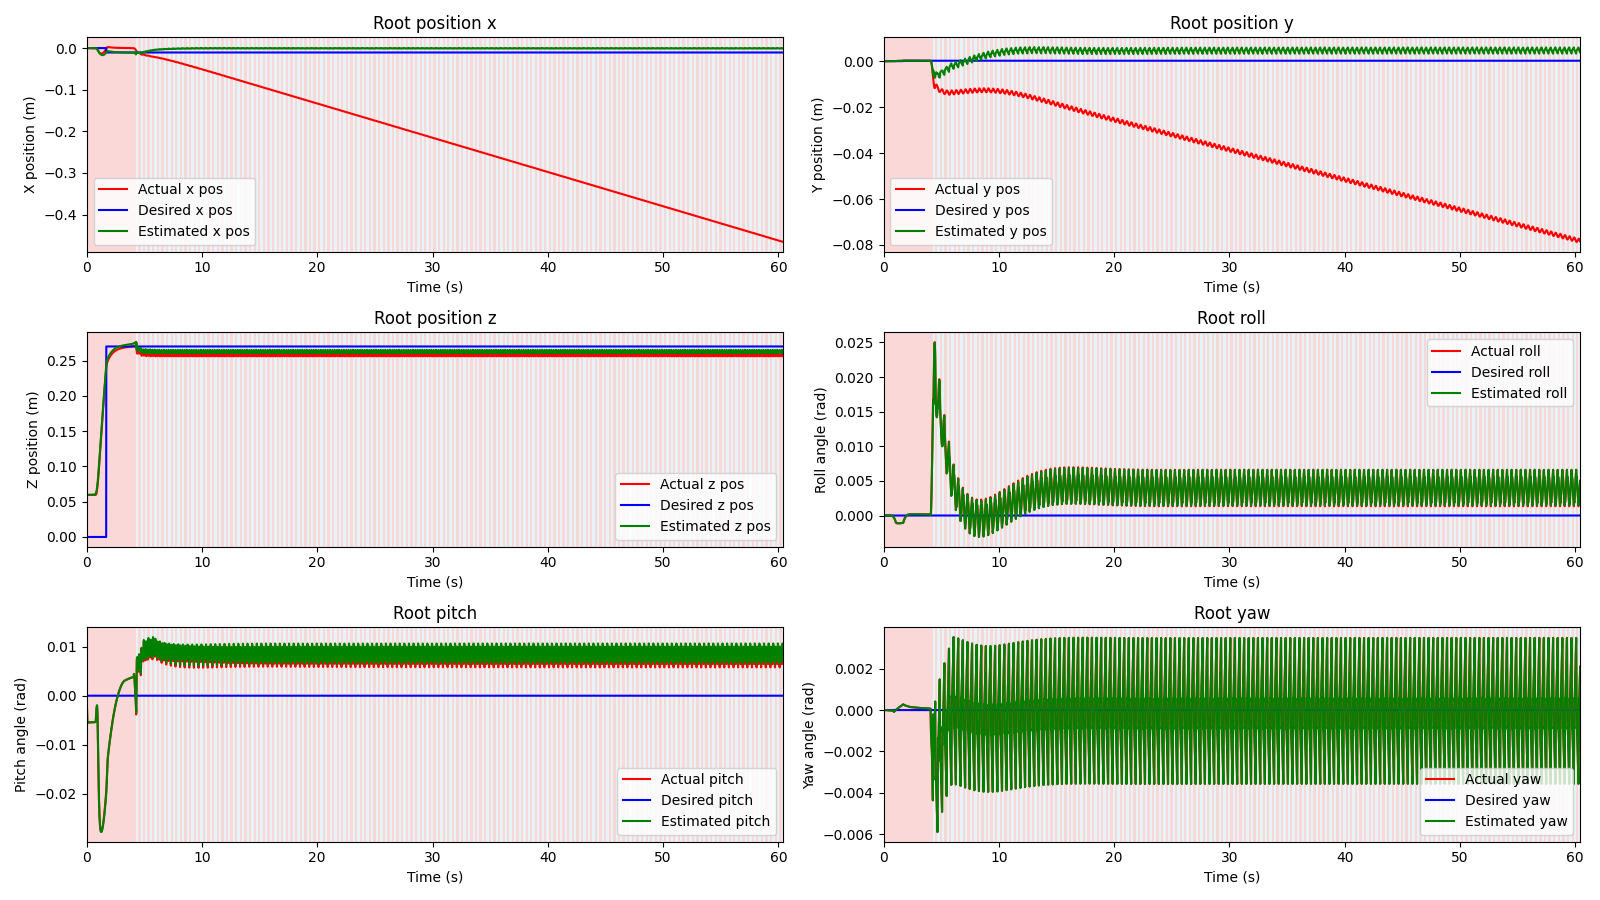 Root position x
X position (m)
0.0
−0.1
−0.2
−0.3
−0.4
Actual x pos
Desired x pos
Estimated x pos
0 10 20 30 40 50 60
Time (s)
Root position y
Y position (m)
0.00
−0.02
−0.04
−0.06
−0.08
Actual y pos
Desired y pos
Estimated y pos
0 10 20 30 40 50 60
Time (s)
Root position z
Z position (m)
0.25
0.20
0.15
0.10
0.05
0.00
Actual z pos
Desired z pos
Estimated z pos
0 10 20 30 40 50 60
Time (s)
Root roll
Roll angle (rad)
0.025
0.020
0.015
0.010
0.005
0.000
Actual roll
Desired roll
Estimated roll
0 10 20 30 40 50 60
Time (s)
Root pitch
Pitch angle (rad)
0.01
0.00
−0.01
−0.02
Actual pitch
Desired pitch
Estimated pitch
0 10 20 30 40 50 60
Time (s)
Root yaw
Yaw angle (rad)
0.002
0.000
−0.002
−0.004
−0.006
Actual yaw
Desired yaw
Estimated yaw
0 10 20 30 40 50 60
Time (s)